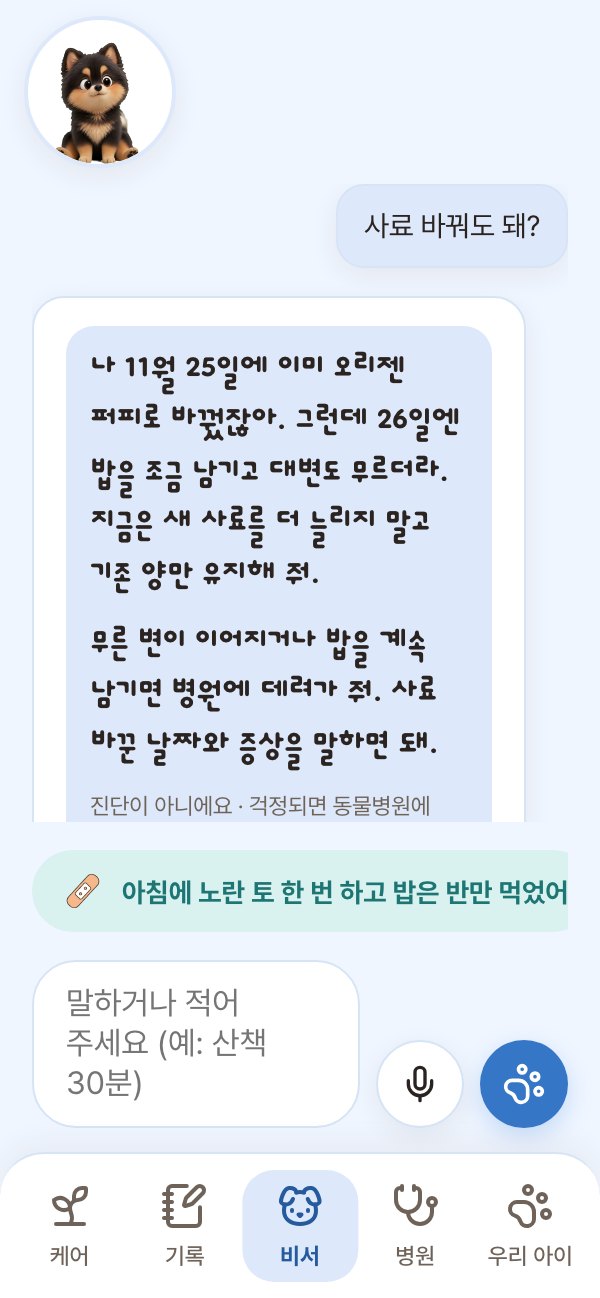 사료 바꿔도 돼?
나 11월 25일에 이미 오리젠
퍼피로 바꿨잖아. 그런데 26일엔
밥을 조금 남기고 대변도 무르더라.
지금은 새 사료를 더 늘리지 말고
기존 양만 유지해 줘.
무른 변이 이어지거나 밥을 계속
남기면 병원에 데려가 줘. 사료
바꾼 날짜와 증상을 말하면 돼.
진단이 아니에요 · 걱정되면 동물병원에
아침에 노란 토 한 번 하고 밥은 반만 먹었어
말하거나 적어
주세요 (예: 산책
30분)
케어 기록 비서 병원 우리 아이